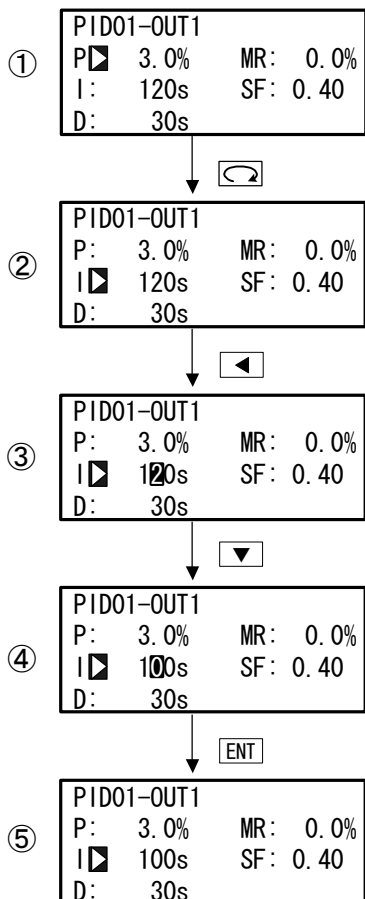 ①
PID01-OUT1
P 3.0% MR: 0.0%
I: 120s SF: 0.40
D: 30s
②
PID01-OUT1
P: 3.0% MR: 0.0%
I 120s SF: 0.40
D: 30s
③
PID01-OUT1
P: 3.0% MR: 0.0%
I 120s SF: 0.40
D: 30s
④
PID01-OUT1
P: 3.0% MR: 0.0%
I 100s SF: 0.40
D: 30s
ENT
⑤
PID01-OUT1
P: 3.0% MR: 0.0%
I 100s SF: 0.40
D: 30s